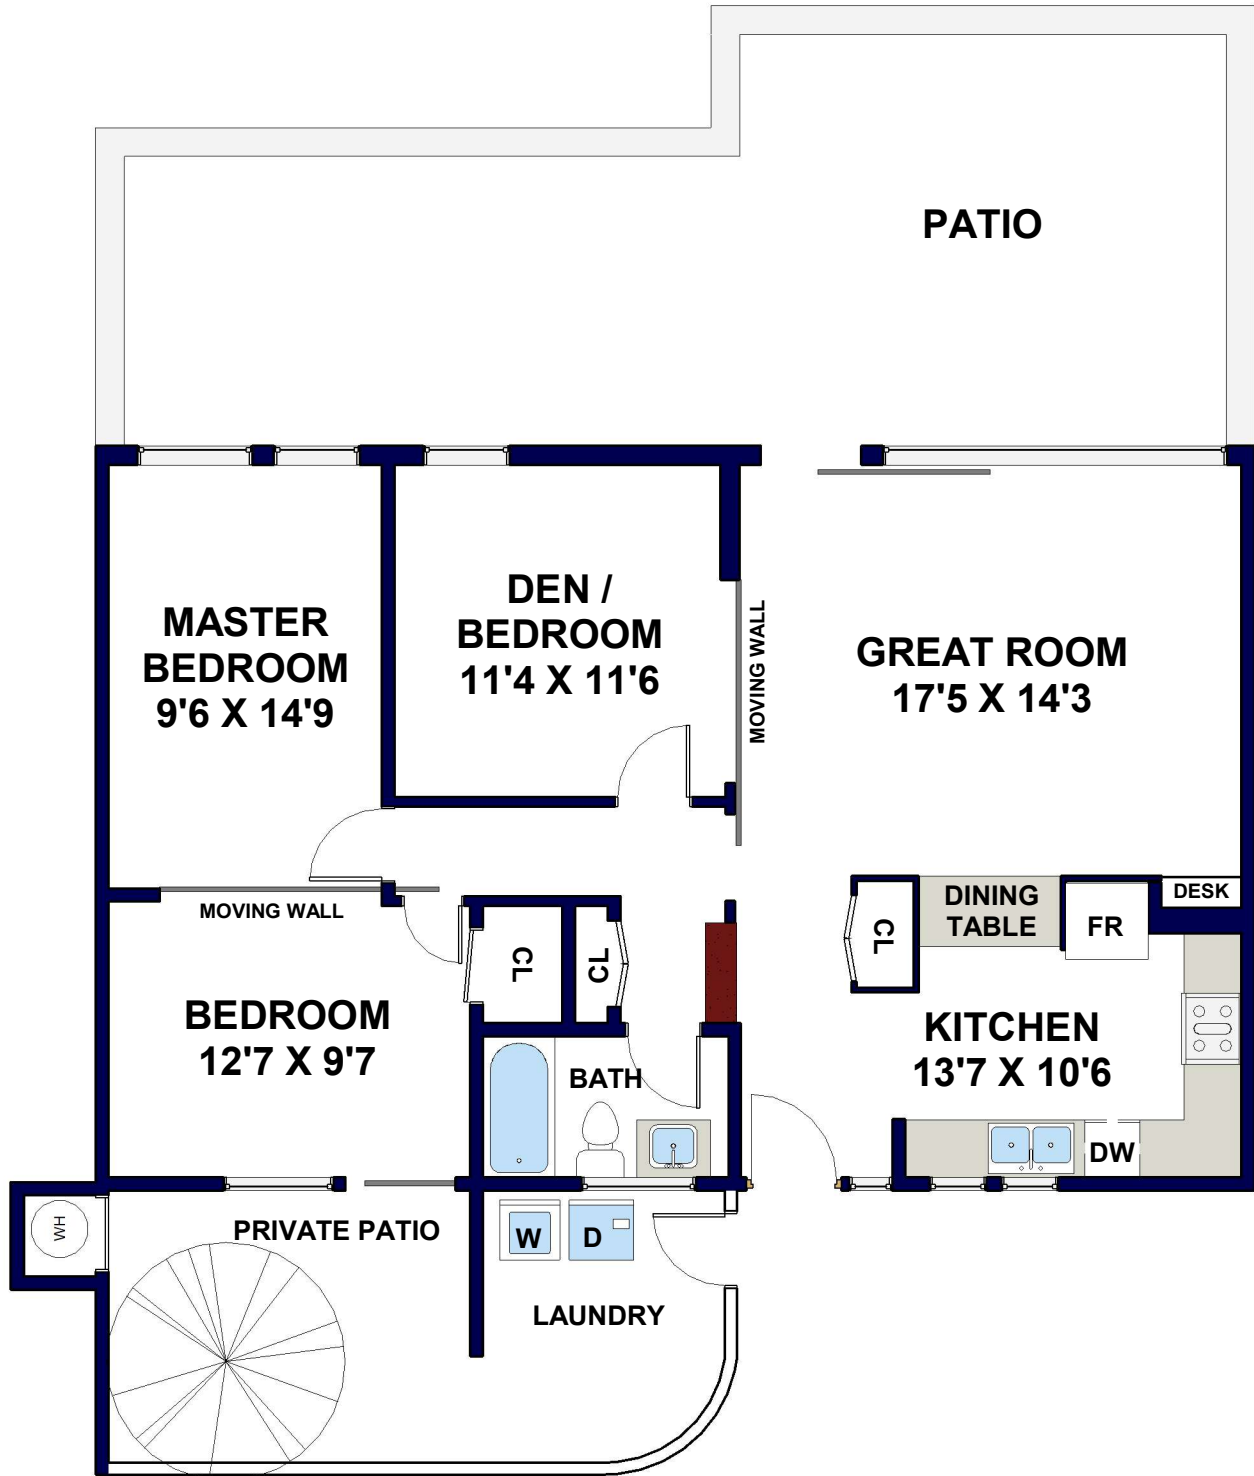 PATIO
MASTER
BEDROOM
9'6 X 14'9
DEN /
BEDROOM
11'4 X 11'6
MOVING WALL
GREAT ROOM
17'5 X 14'3
MOVING WALL
DINING
TABLE
FR
DESK
CL
CL
CL
BEDROOM
12'7 X 9'7
BATH
KITCHEN
13'7 X 10'6
DW
WH
PRIVATE PATIO
W
D
LAUNDRY